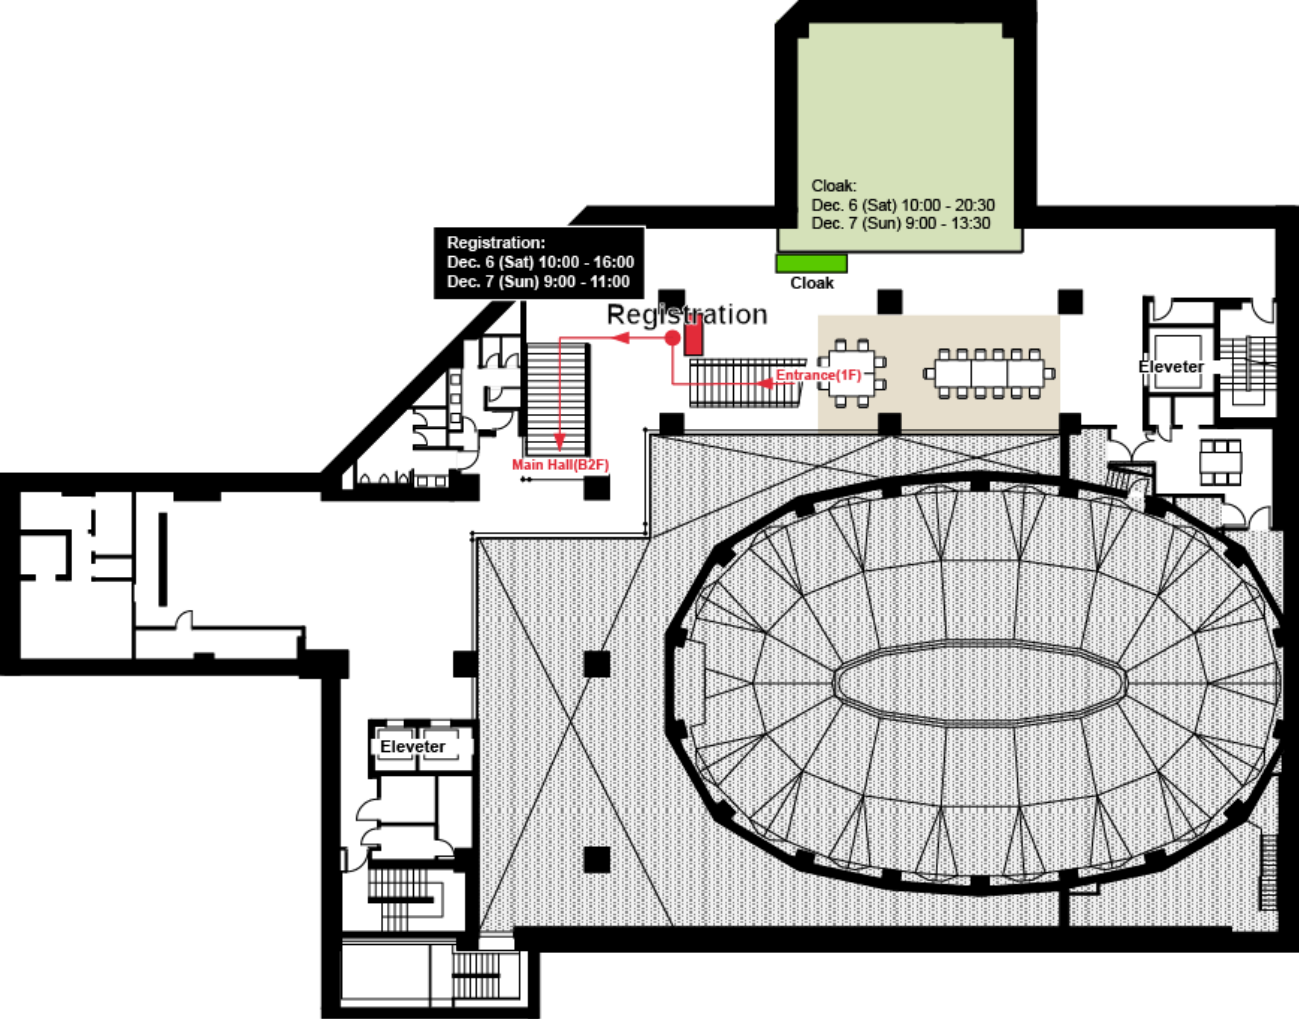 Cloak:
Dec. 6 (Sat) 10:00 - 20:30
Dec. 7 (Sun) 9:00 - 13:30
Registration:
Dec. 6 (Sat) 10:00 - 16:00
Dec. 7 (Sun) 9:00 - 11:00
Cloak
Registration
Entrance(1F)
Eleveter
Main Hall(B2F)
Eleveter